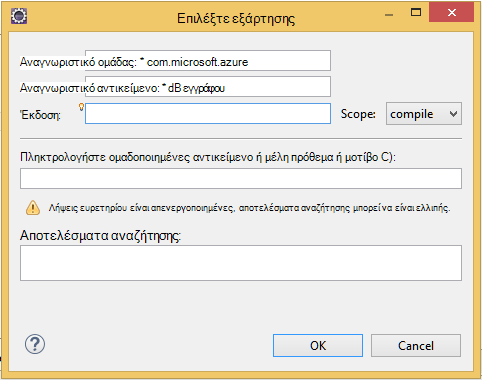 Επιλέξτε εξάρτησης
Αναγνωριστικό ομάδας: * com.microsoft.azure
Αναγνωριστικό αντικείμενο: * dB εγγράφου
Έκδοση: Scope: compile
Πληκτρολογήστε ομαδοποιημένες αντικείμενο ή μέλη πρόθεμα ή μοτίβο C):
Λήψεις ευρετηρίου είναι απενεργοποιημένες, αποτελέσματα αναζήτησης μπορεί να είναι ελλιπής.
Αποτελέσματα αναζήτησης:
OK Cancel